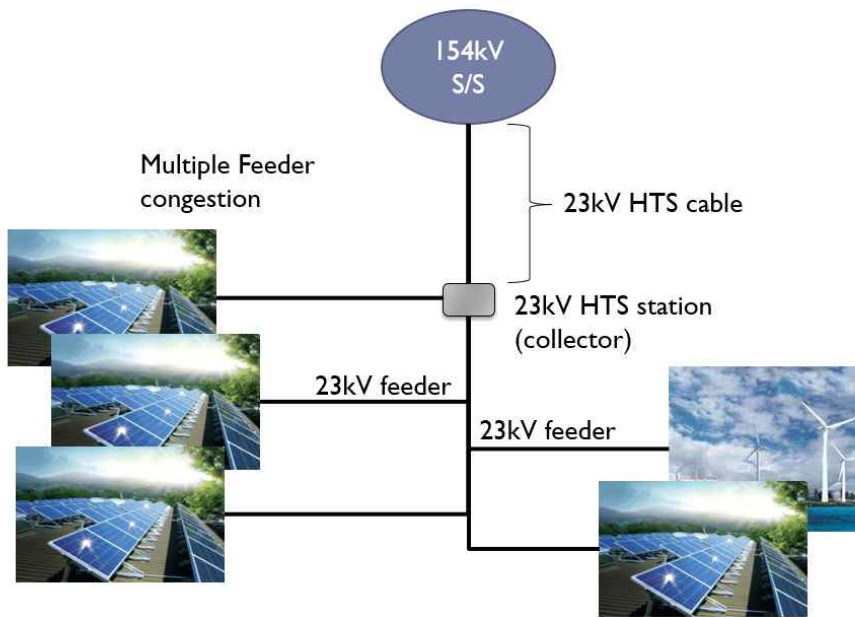 154kV
S/S
Multiple Feeder
congestion
23kV HTS cable
23kV HTS station
(collector)
23kV feeder
23kV feeder